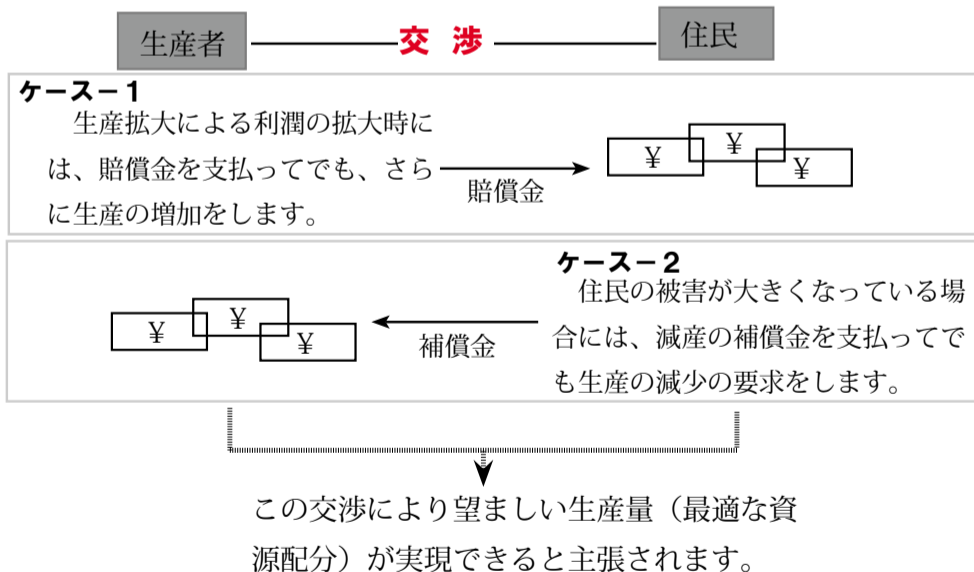 生産者
交 渉
住民
ケース－1
生産拡大による利潤の拡大時に
は、賠償金を支払ってでも、さら
に生産の増加をします。
賠償金
¥
¥
¥
ケース－2
住民の被害が大きくなっている場
合には、減産の補償金を支払ってで
も生産の減少の要求をします。
補償金
¥
¥
¥
この交渉により望ましい生産量（最適な資
源配分）が実現できると主張されます。